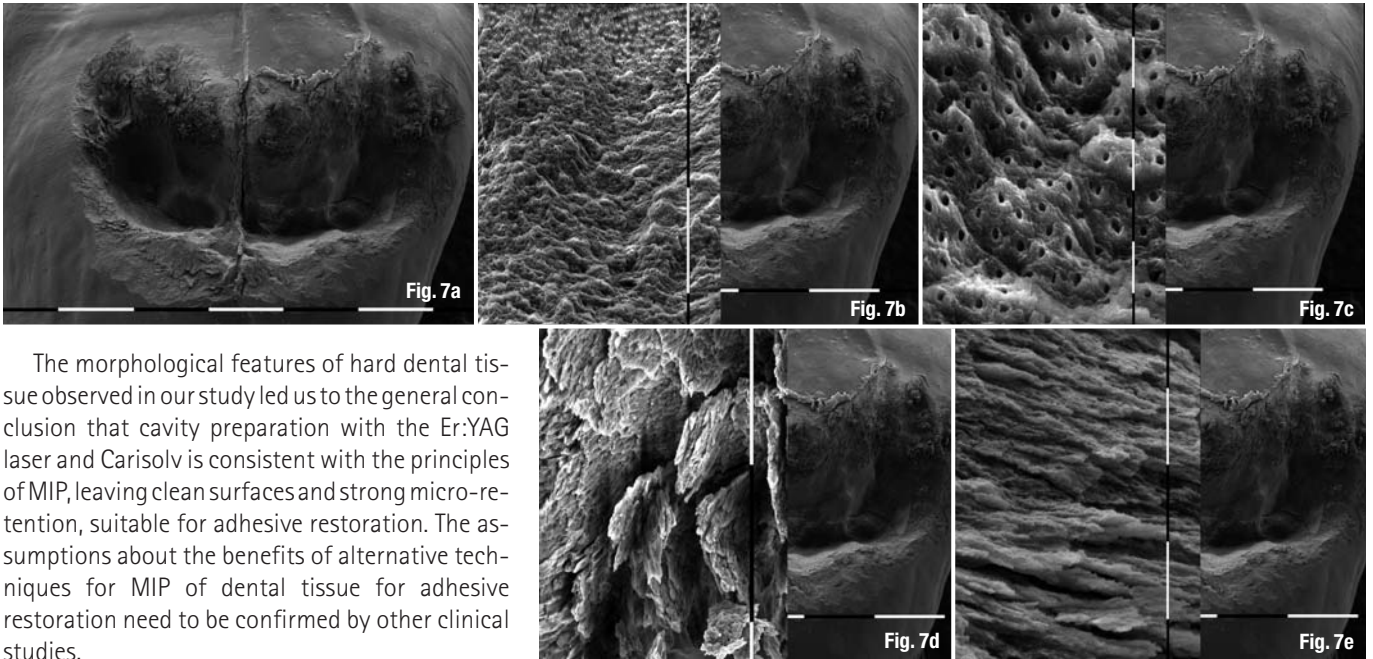 Fig. 7a
Fig. 7b
Fig. 7c
The morphological features of hard dental tis-
sue observed in our study led us to the general con-
clusion that cavity preparation with the Er:YAG
laser and Carisolv is consistent with the principles
of MIP, leaving clean surfaces and strong micro-re-
tention, suitable for adhesive restoration. The as-
sumptions about the benefits of alternative tech-
niques for MIP of dental tissue for adhesive
restoration need to be confirmed by other clinical
studies.
Fig. 7d
Fig. 7e